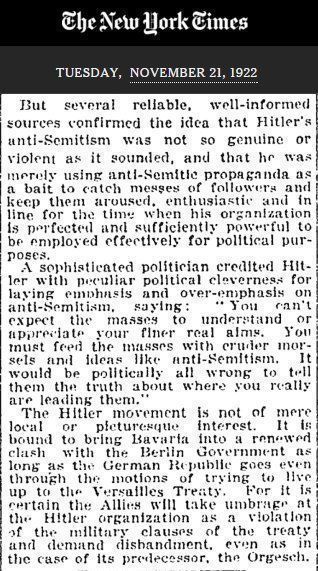 The New York Times
TUESDAY, NOVEMBER 21, 1922
But several reliable, well-informed
sources confirmed the idea that Hitler's
anti-Semitism was not so genuine or
violent as it sounded, and that he was
merely using anti-Semitic propaganda as
a bait to catch messes of followers and
keep them aroused, enthusiastic and in
line for the time when his organization
is perfected and sufficiently powerful to
be employed effectively for political pur-
poses.
A sophisticated politician credited Hit-
ler with peculiar political cleverness for
laying emphasis and over-emphasis on
anti-Semitism, saying: "You can't
expect the masses to understand or
appreciate your finer real aims. You
must feed the masses with cruder mor-
sels and ideas like anti-Semitism. It
would be politically all wrong to tell
them the truth about where you really
are leading them."
The Hitler movement is not of mere
local or picturesque interest. It is
bound to bring Bavaria into a renewed
clash with the Berlin Government as
long as the German Republic goes even
through the motions of trying to live
up to the Versailles Treaty. For it is
certain the Allies will take umbrage at
the Hitler organization as a violation
of the military clauses of the treaty
and demand disbandment, even as in
the case of its predecessor, the Orgesch.